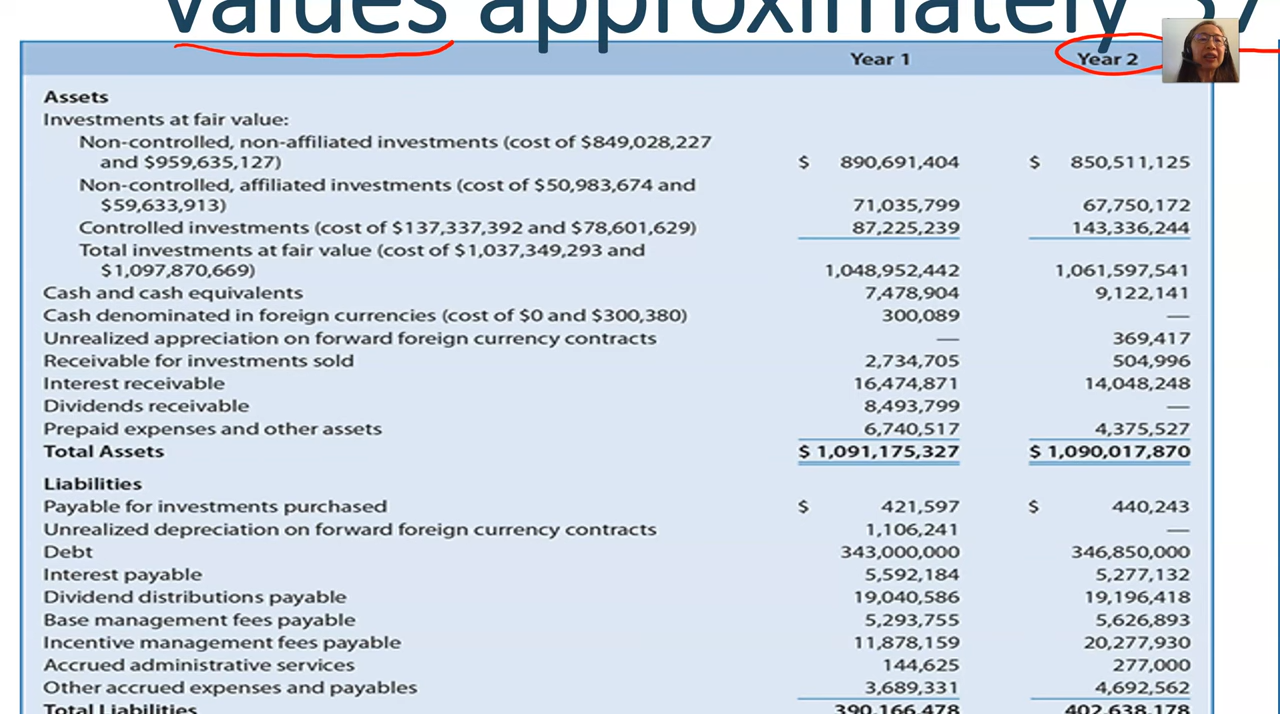 values approximately
Year 1 Year 2
Assets
Investments at fair value:
Non-controlled, non-affiliated investments (cost of $849,028,227
and $959,635,127) $ 890,691,404 $ 850,511,125
Non-controlled, affiliated investments (cost of $50,983,674 and
$59,633,913) 71,035,799 67,750,172
Controlled investments (cost of $137,337,392 and $78,601,629) 87,225,239 143,336,244
Total investments at fair value (cost of $1,037,349,293 and
$1,097,870,669) 1,048,952,442 1,061,597,541
Cash and cash equivalents 7,478,904 9,122,141
Cash denominated in foreign currencies (cost of $0 and $300,380) 300,089 —
Unrealized appreciation on forward foreign currency contracts — 369,417
Receivable for investments sold 2,734,705 504,996
Interest receivable 16,474,871 14,048,248
Dividends receivable 8,493,799 —
Prepaid expenses and other assets 6,740,517 4,375,527
Total Assets $ 1,091,175,327 $ 1,090,017,870
Liabilities
Payable for investments purchased $ 421,597 $ 440,243
Unrealized depreciation on forward foreign currency contracts 1,106,241 —
Debt 343,000,000 346,850,000
Interest payable 5,592,184 5,277,132
Dividend distributions payable 19,040,586 19,196,418
Base management fees payable 5,293,755 5,626,893
Incentive management fees payable 11,878,159 20,277,930
Accrued administrative services 144,625 277,000
Other accrued expenses and payables 3,689,331 4,692,562
Total Liabilities 390,166,478 402,638,178